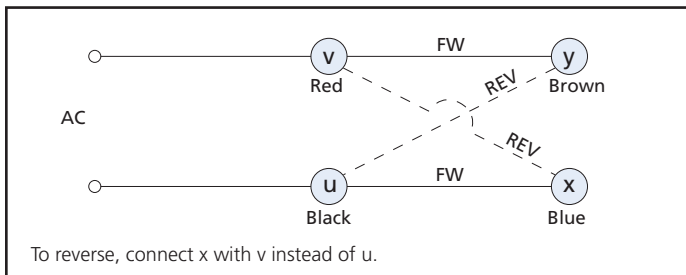 FW
v
y
Red
REV
Brown
AC
REV
FW
u
x
Black
Blue
To reverse, connect x with v instead of u.